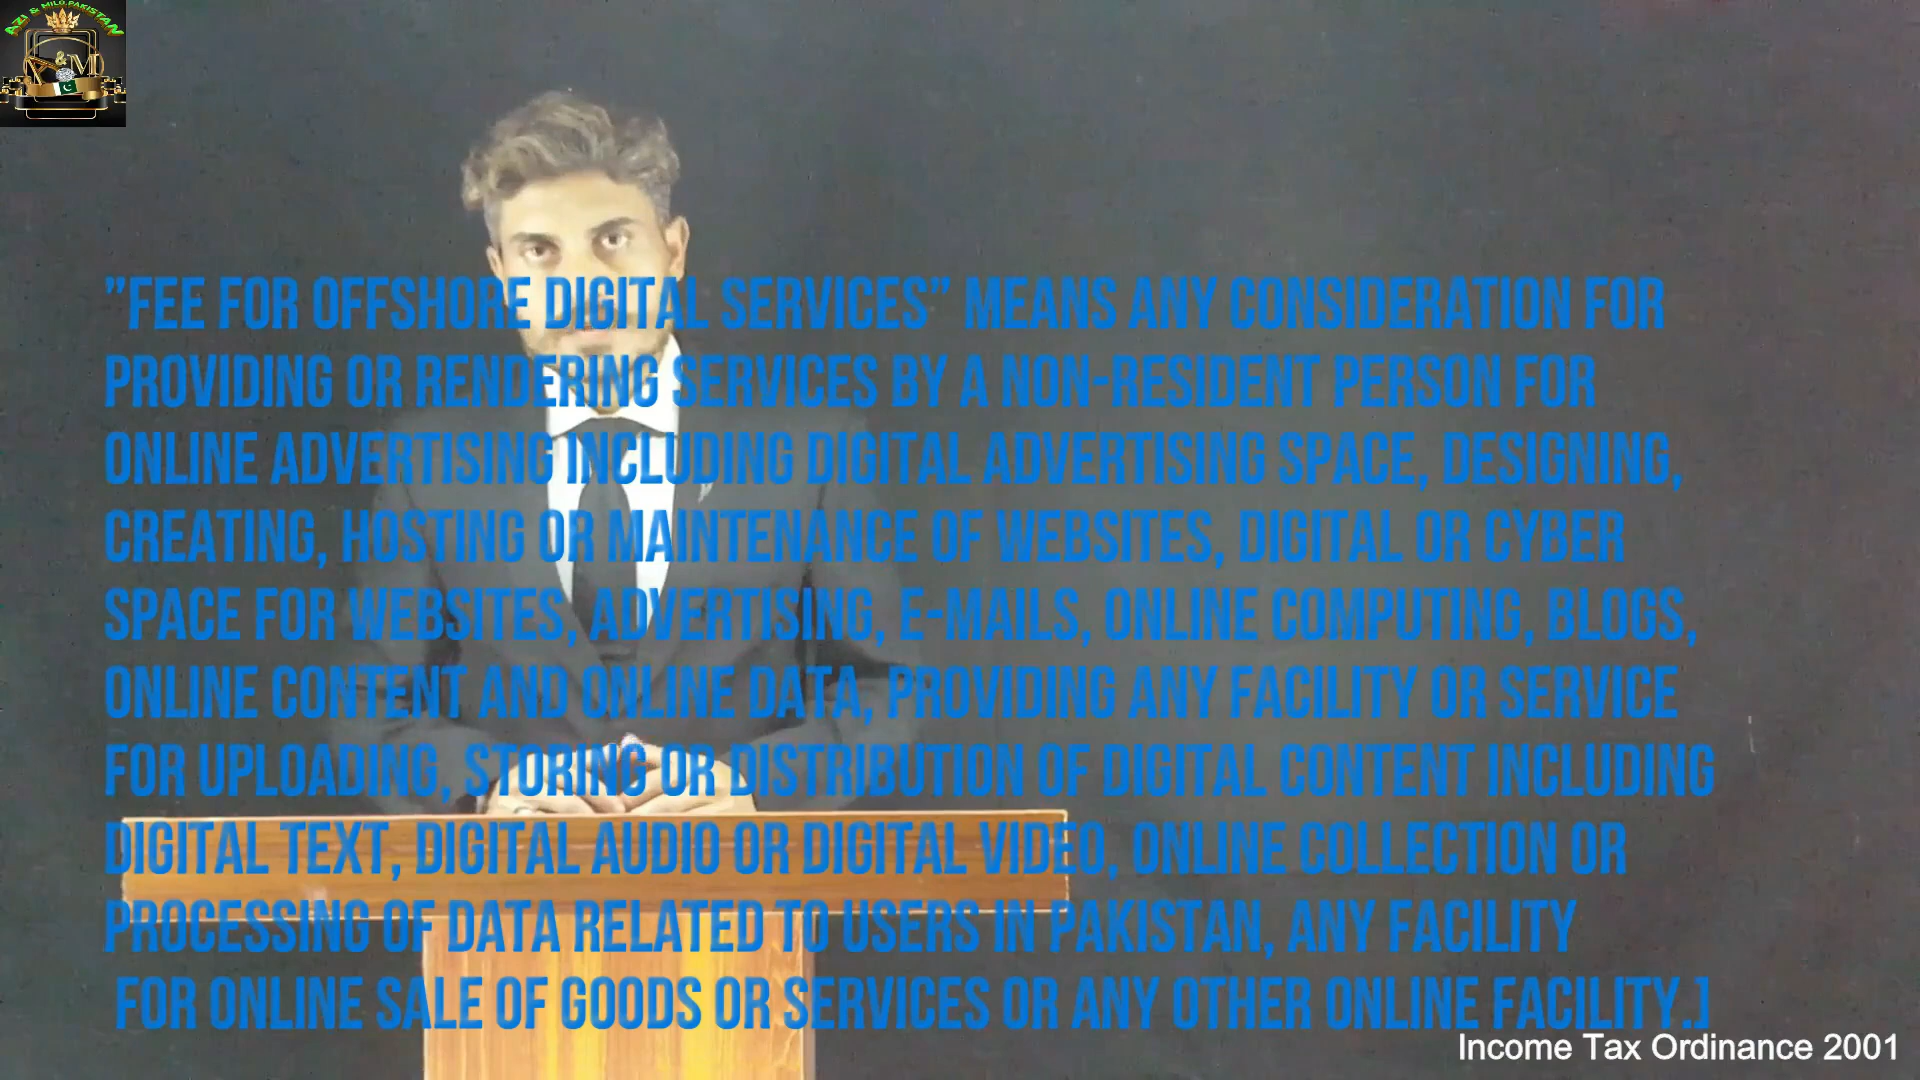 AZI & MILO PAKISTAN
A&M
"FEE FOR OFFSHORE DIGITAL SERVICES" MEANS ANY CONSIDERATION FOR
PROVIDING OR RENDERING SERVICES BY A NON-RESIDENT PERSON FOR
ONLINE ADVERTISING INCLUDING DIGITAL ADVERTISING SPACE, DESIGNING,
CREATING, HOSTING OR MAINTENANCE OF WEBSITES, DIGITAL OR CYBER
SPACE FOR WEBSITES, ADVERTISING, E-MAILS, ONLINE COMPUTING, BLOGS,
ONLINE CONTENT AND ONLINE DATA, PROVIDING ANY FACILITY OR SERVICE
FOR UPLOADING, STORING OR DISTRIBUTION OF DIGITAL CONTENT INCLUDING
DIGITAL TEXT, DIGITAL AUDIO OR DIGITAL VIDEO, ONLINE COLLECTION OR
PROCESSING OF DATA RELATED TO USERS IN PAKISTAN, ANY FACILITY
FOR ONLINE SALE OF GOODS OR SERVICES OR ANY OTHER ONLINE FACILITY.]
Income Tax Ordinance 2001